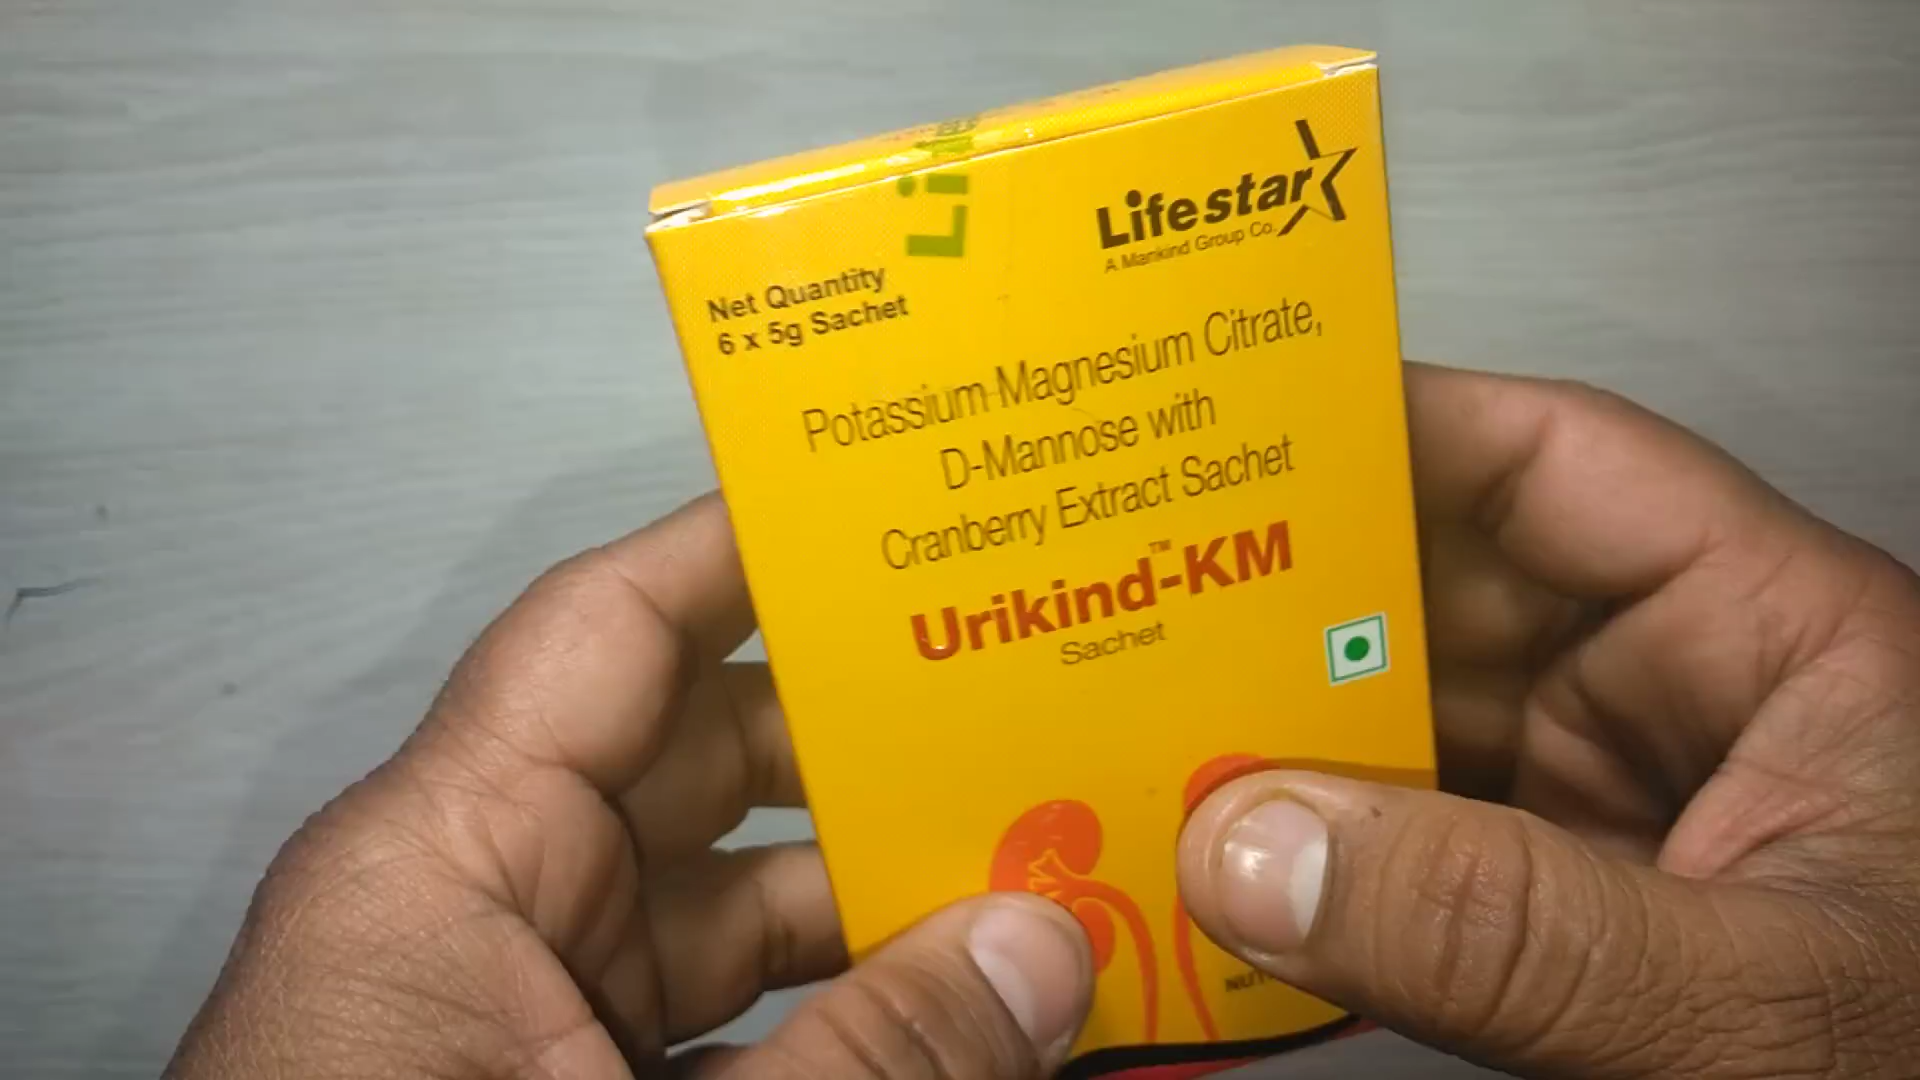 Lifestar
A Mankind Group Co.
Net Quantity
6 x 5g Sachet
Potassium Magnesium Citrate,
D-Mannose with
Cranberry Extract Sachet
Urikind™-KM
Sachet